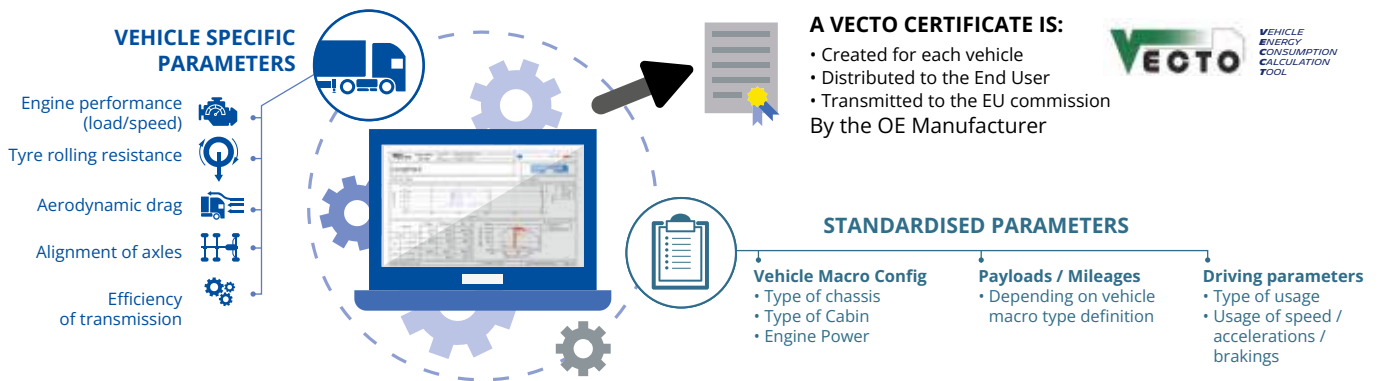 VEHICLE SPECIFIC
PARAMETERS
Engine performance
(load/speed)
Tyre rolling resistance
Aerodynamic drag
Alignment of axles
Efficiency
of transmission
A VECTO CERTIFICATE IS:
• Created for each vehicle
• Distributed to the End User
• Transmitted to the EU commission
By the OE Manufacturer
VECTO
VEHICLE
ENERGY
CONSUMPTION
CALCULATION
TOOL
STANDARDISED PARAMETERS
Vehicle Macro Config
• Type of chassis
• Type of Cabin
• Engine Power
Payloads / Mileages
• Depending on vehicle
macro type definition
Driving parameters
• Type of usage
• Usage of speed /
accelerations /
brakings